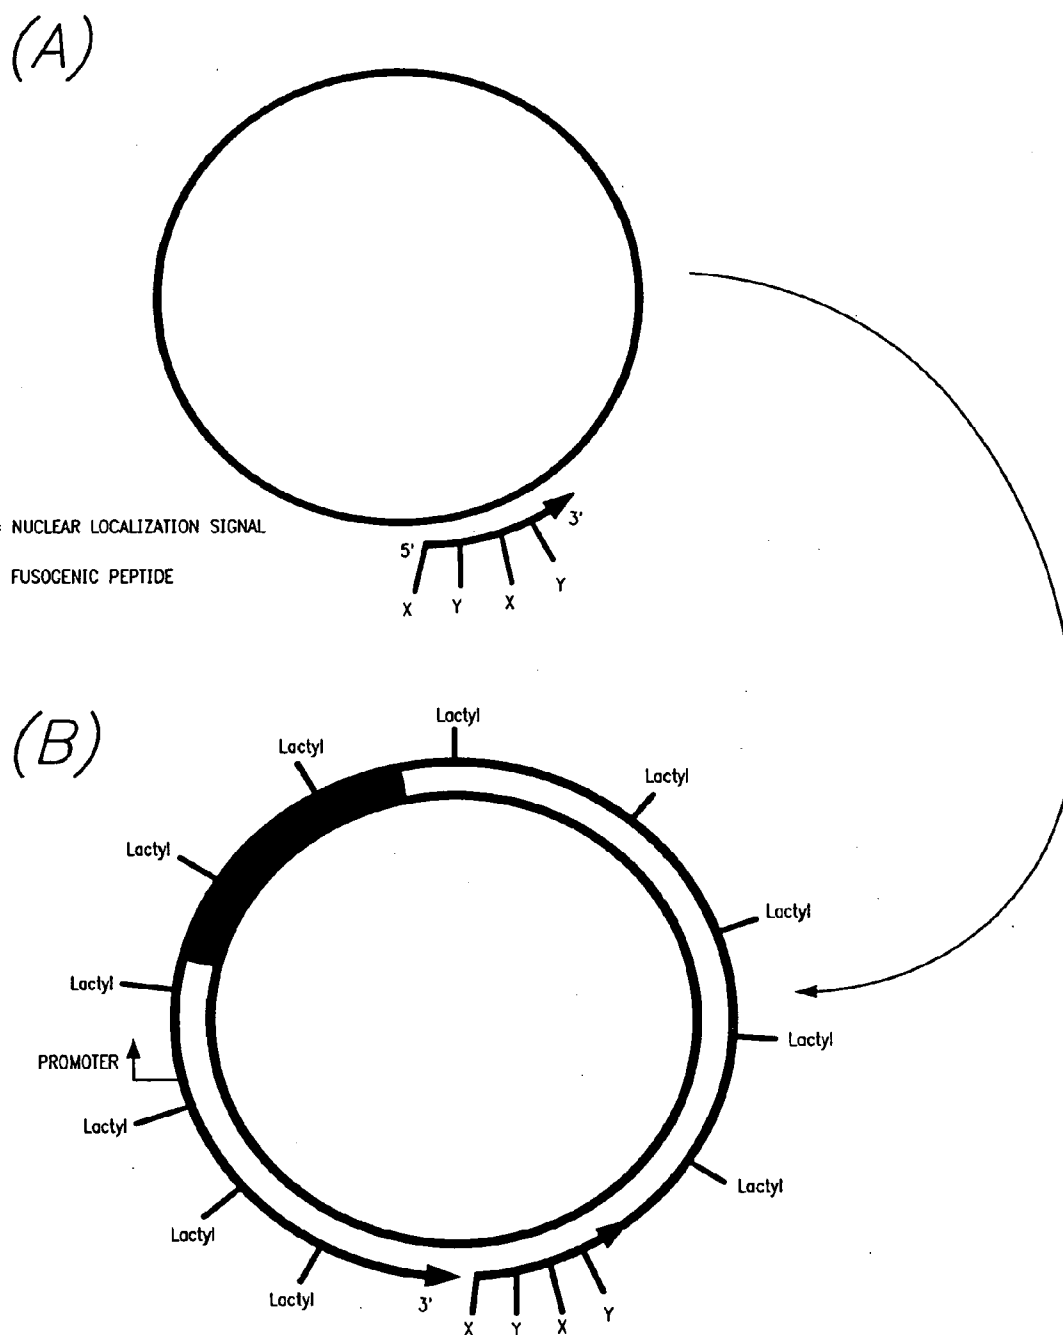 (A)
= NUCLEAR LOCALIZATION SIGNAL
FUSOGENIC PEPTIDE
5'
3'
X
Y
X
Y
(B)
Lactyl
Lactyl
Lactyl
Lactyl
Lactyl
Lactyl
Lactyl
PROMOTER
Lactyl
Lactyl
Lactyl
Lactyl
3'
X
Y
X
Y